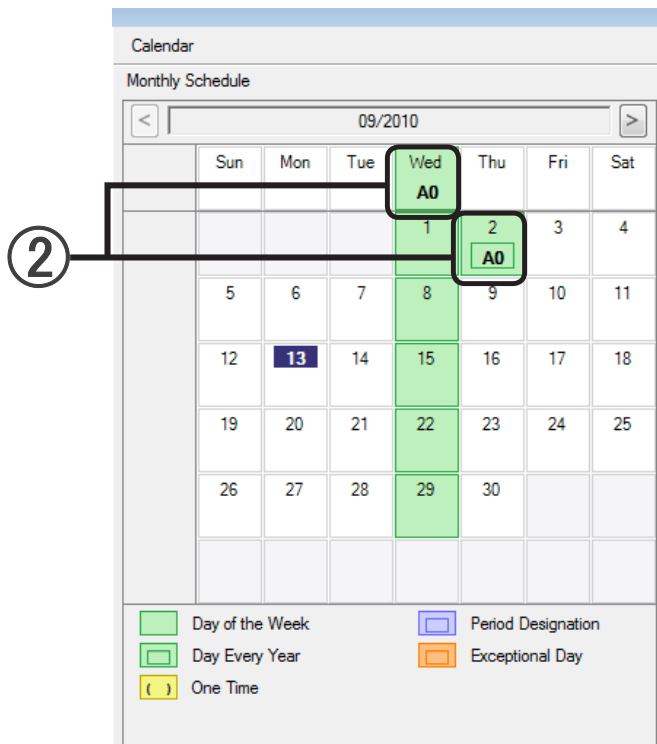 Calendar
Monthly Schedule
< 09/2010 >
Sun Mon Tue Wed Thu Fri Sat
A0
1 2 3 4
A0
②
5 6 7 8 9 10 11
12 13 14 15 16 17 18
19 20 21 22 23 24 25
26 27 28 29 30
Day of the Week Period Designation
Day Every Year Exceptional Day
( ) One Time